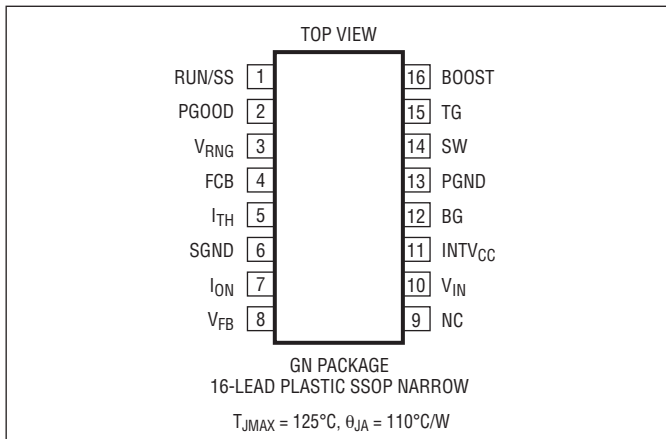 TOP VIEW
RUN/SS 1 16 BOOST
PGOOD 2 15 TG
VRNG 3 14 SW
FCB 4 13 PGND
ITH 5 12 BG
SGND 6 11 INTVCC
ION 7 10 VIN
VFB 8 9 NC
GN PACKAGE
16-LEAD PLASTIC SSOP NARROW
TJMAX = 125°C, θJA = 110°C/W